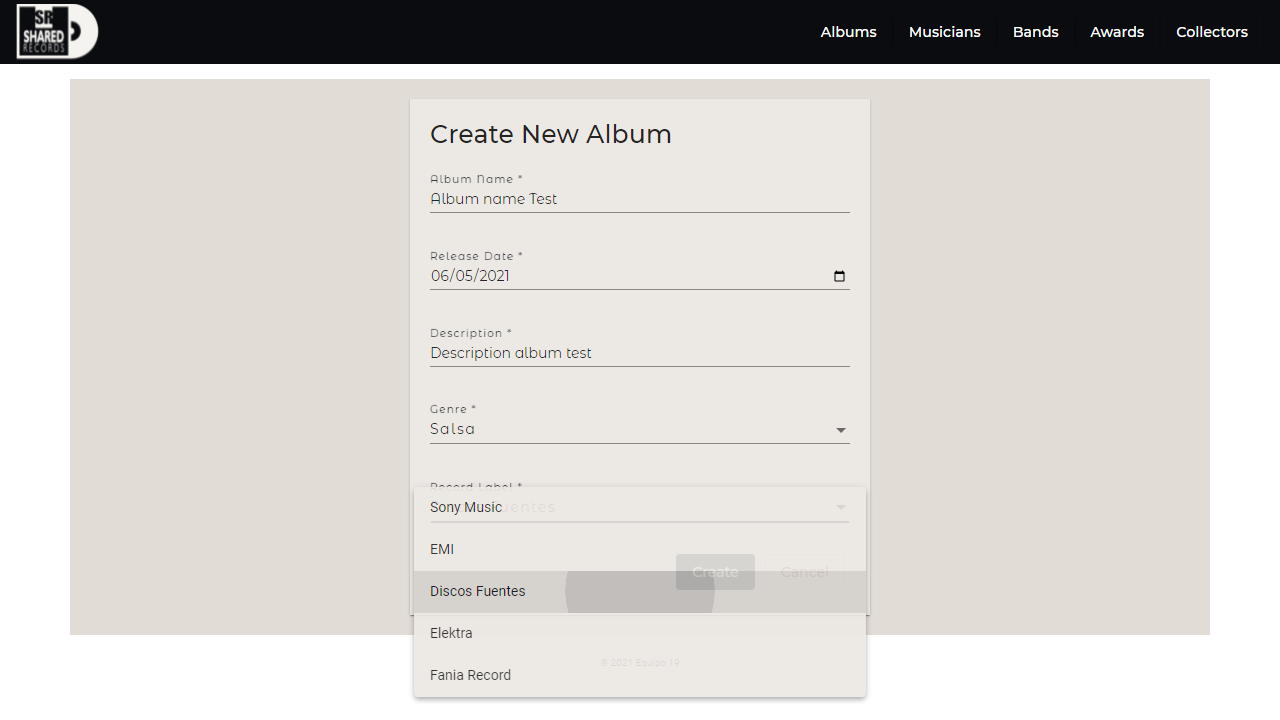 SR
SHARED
RECORDS
Albums
Musicians
Bands
Awards
Collectors
Create New Album
Album Name *
Album name Test
Release Date *
06/05/2021
Description *
Description album test
Genre *
Salsa
Record Label *
Sony Music
EMI
Create
Cancel
Discos Fuentes
Elektra
© 2021 Equipo 19
Fania Record